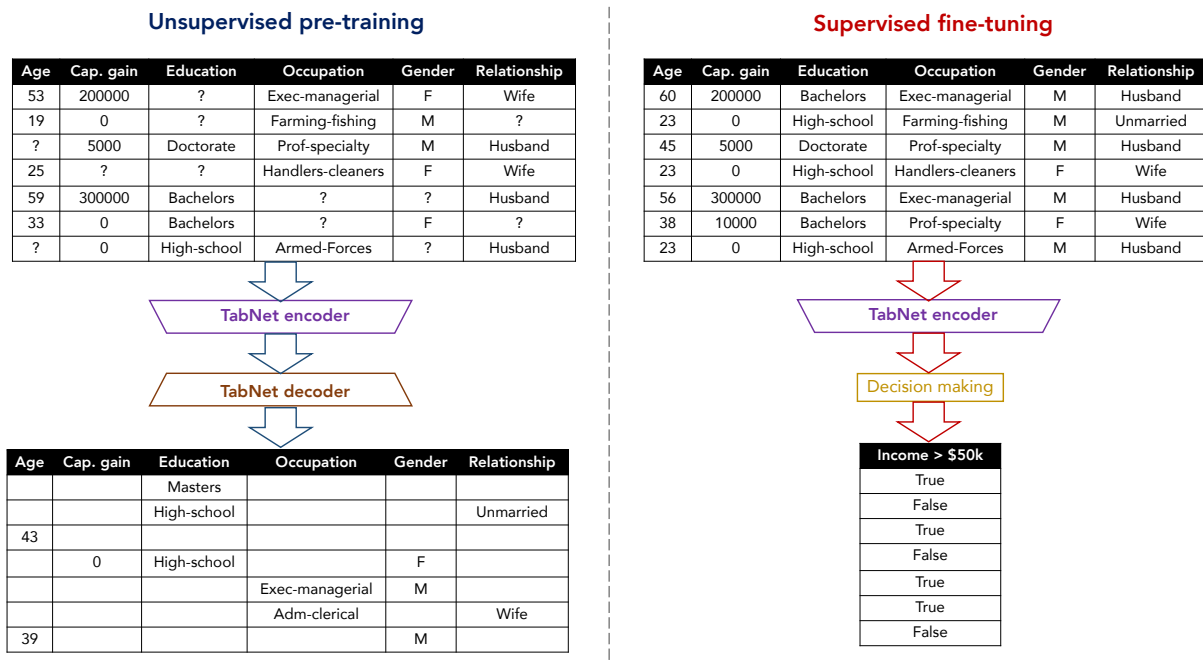 Unsupervised pre-training
Age Cap. gain Education Occupation Gender Relationship
53 200000 ? Exec-managerial F Wife
19 0 ? Farming-fishing M ?
? 5000 Doctorate Prof-specialty M Husband
25 ? ? Handlers-cleaners F Wife
59 300000 Bachelors ? ? Husband
33 0 Bachelors ? F ?
? 0 High-school Armed-Forces ? Husband
TabNet encoder
TabNet decoder
Age Cap. gain Education Occupation Gender Relationship
Masters
High-school Unmarried
43
0 High-school F
Exec-managerial M
Adm-clerical Wife
39 M
Supervised fine-tuning
Age Cap. gain Education Occupation Gender Relationship
60 200000 Bachelors Exec-managerial M Husband
23 0 High-school Farming-fishing M Unmarried
45 5000 Doctorate Prof-specialty M Husband
23 0 High-school Handlers-cleaners F Wife
56 300000 Bachelors Exec-managerial M Husband
38 10000 Bachelors Prof-specialty F Wife
23 0 High-school Armed-Forces M Husband
TabNet encoder
Decision making
Income > $50k
True
False
True
False
True
True
False